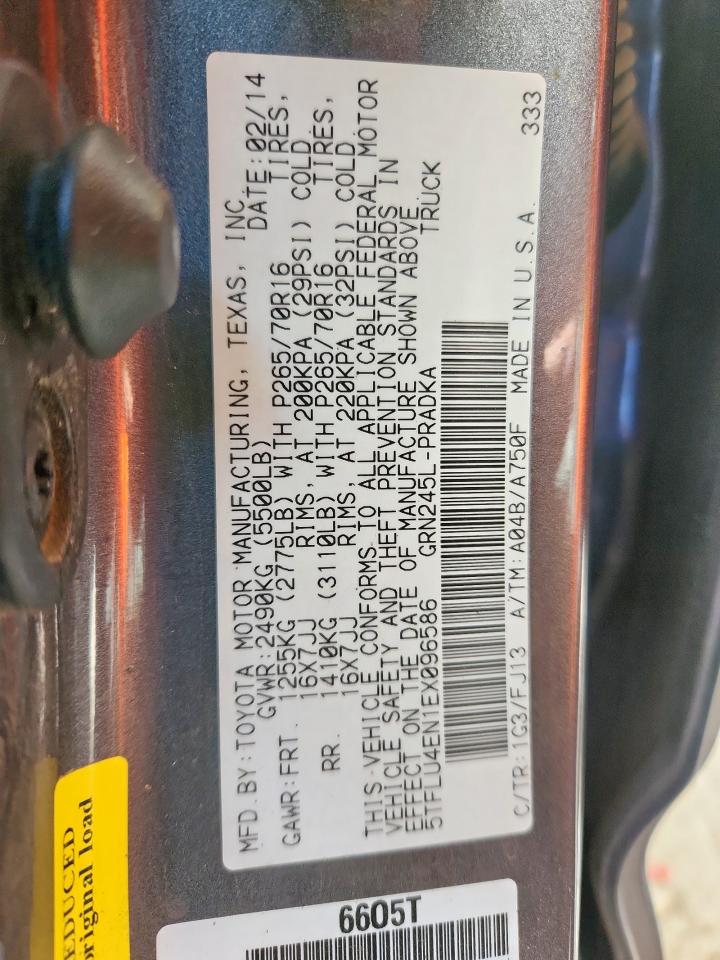 MFD.BY:TOYOTA MOTOR MANUFACTURING, TEXAS, INC.
GVWR:2490KG (5500LB) DATE:02/14
GAWR:FRT. 1255KG (2775LB) WITH P265/70R16 TIRES,
16X7JJ RIMS, AT 200KPA (29PSI) COLD
RR. 1410KG (3110LB) WITH P265/70R16 TIRES,
16X7JJ RIMS, AT 220KPA (32PSI) COLD
THIS VEHICLE CONFORMS TO ALL APPLICABLE FEDERAL MOTOR
VEHICLE SAFETY AND THEFT PREVENTION STANDARDS IN
EFFECT ON THE DATE OF MANUFACTURE SHOWN ABOVE.
5TFLU4EN1EX096586 GRN245L-PRADKA TRUCK
C/TR:1G3/FJ13 A/TM:A04B/A750F MADE IN U.S.A. 333
6605T
EDUCED
original load